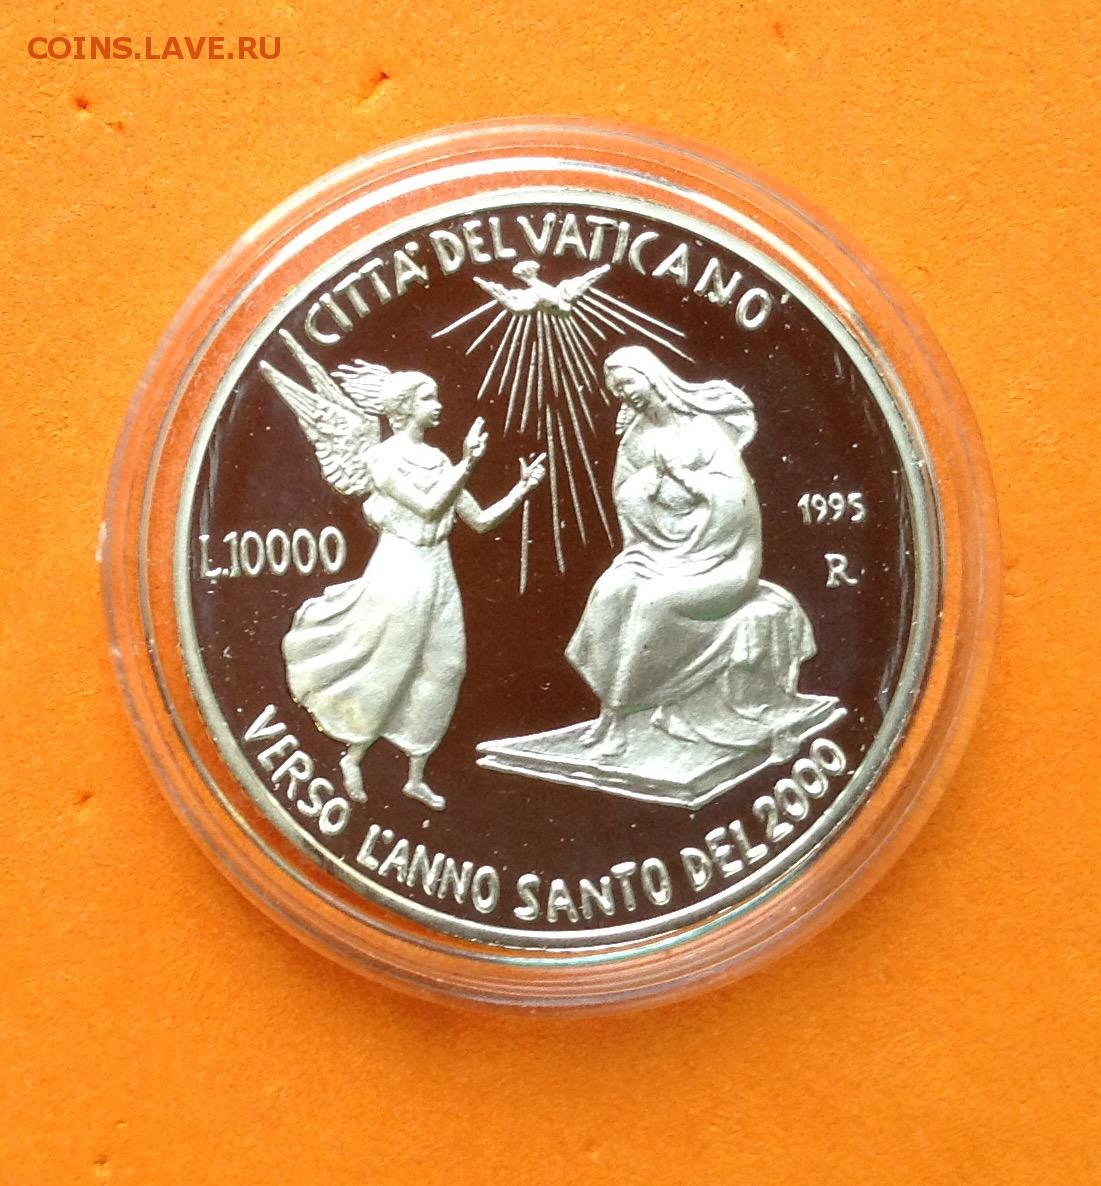 COINS.LAVE.RU
CITTA' DEL VATICANO
L.10000
1995
R
VERSO L'ANNO SANTO DEL 2000